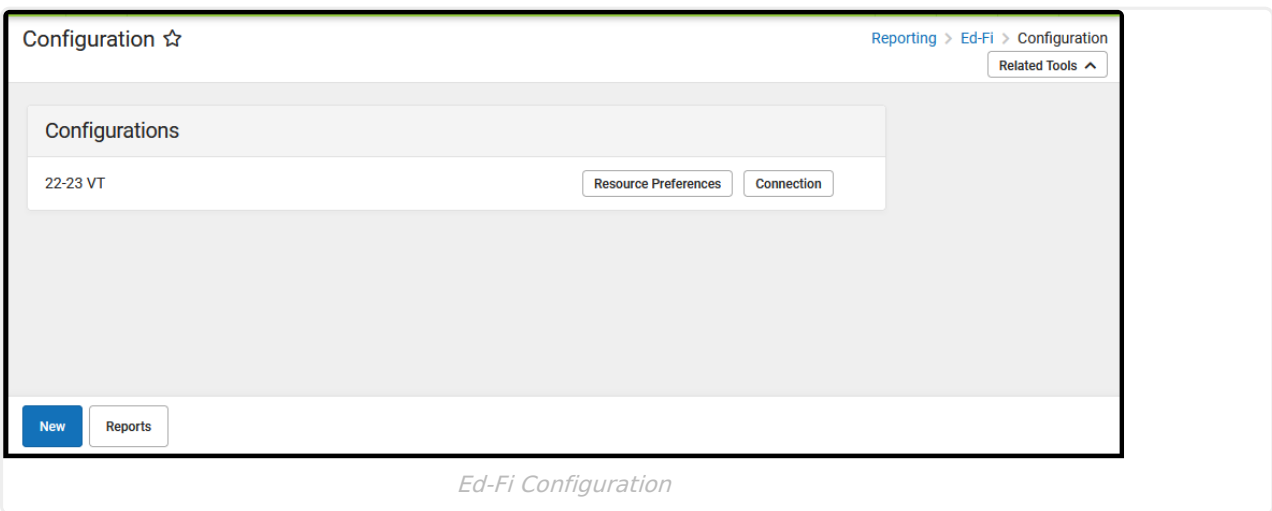 Configuration
Reporting > Ed-Fi > Configuration
Related Tools
Configurations
22-23 VT Resource Preferences Connection
New Reports
Ed-Fi Configuration